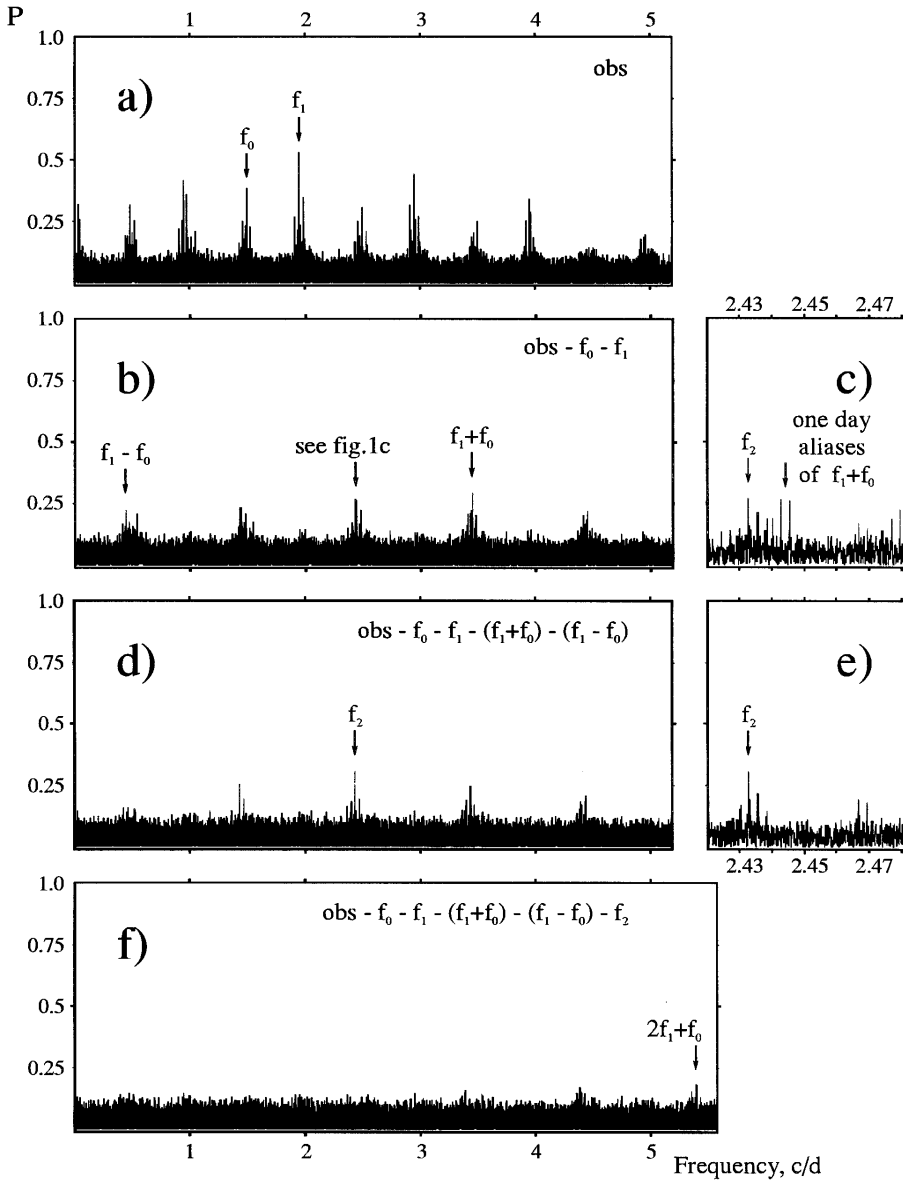 P
1 2 3 4 5
1.0
0.75
0.5
0.25
a)
obs
f₀
f₁
1.0
0.75
0.5
0.25
b)
obs - f₀ - f₁
f₁ - f₀
see fig.1c
f₁+f₀
2.43 2.45 2.47
c)
f₂
one day
aliases
of f₁+f₀
1.0
0.75
0.5
0.25
d)
obs - f₀ - f₁ - (f₁+f₀) - (f₁ - f₀)
f₂
e)
f₂
2.43 2.45 2.47
1.0
0.75
0.5
0.25
f)
obs - f₀ - f₁ - (f₁+f₀) - (f₁ - f₀) - f₂
2f₁+f₀
1 2 3 4 5
Frequency, c/d